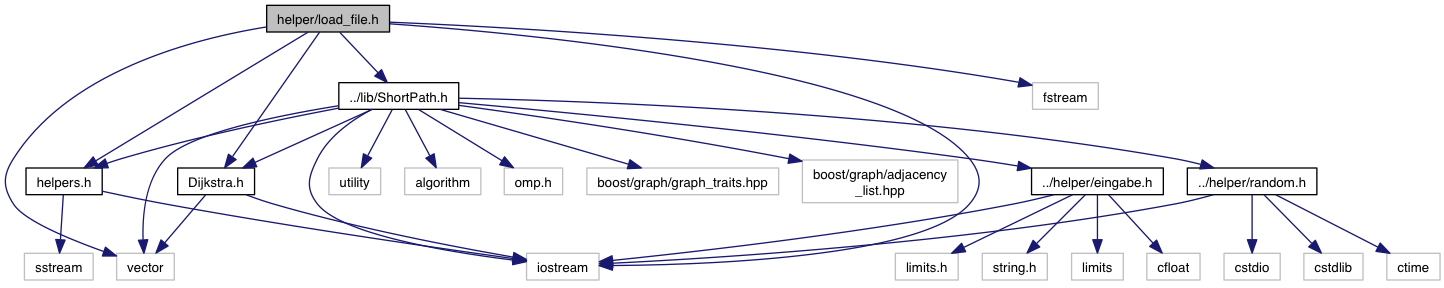 helper/load_file.h
../lib/ShortPath.h
fstream
helpers.h
Dijkstra.h
utility
algorithm
omp.h
boost/graph/graph_traits.hpp
boost/graph/adjacency
_list.hpp
../helper/eingabe.h
../helper/random.h
sstream
vector
iostream
limits.h
string.h
limits
cfloat
cstdio
cstdlib
ctime